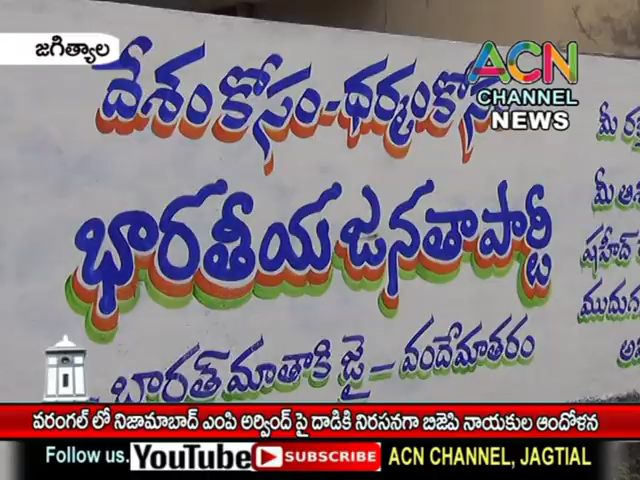 జగిత్యాల
ACN
CHANNEL
NEWS
దేశం కోసం-ధర్మంకోసం
భారతీయ జనతాపార్టీ
భారత్ మాతాకి జై – వందేమాతరం
మీ
మీ
షహీద్
వరంగల్ లో నిజామాబాద్ ఎంపి అర్వింద్ పై దాడికి నిరసనగా బిజెపి నాయకుల ఆందోళన
Follow us. YouTube SUBSCRIBE ACN CHANNEL, JAGTIAL